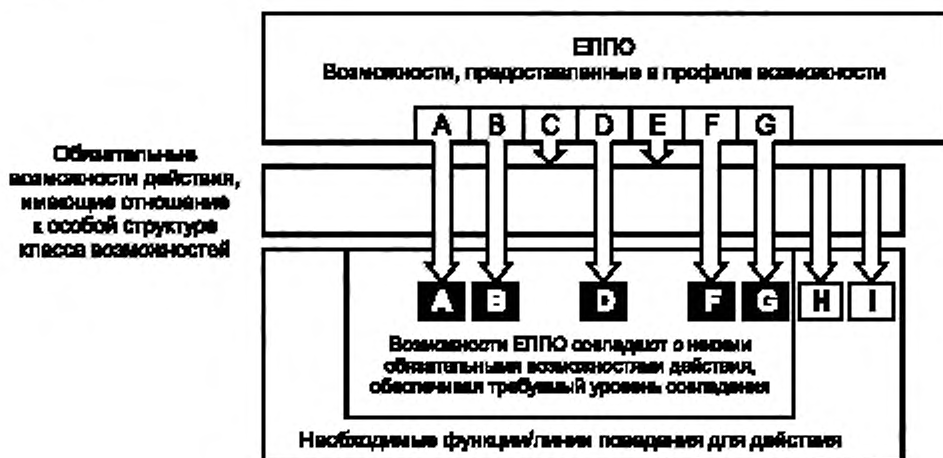 ЕППО
Возможности, предоставленные в профиле возможности
A B C D E F G
Обязательные
возможности действия,
имеющие отношение
к особой структуре
класса возможностей
A B D F G H I
Возможности ЕППО совпадают с
обязательными возможностями действия,
обеспечивая требуемый уровень совпадения
Необходимые функции/линии поведения для действия